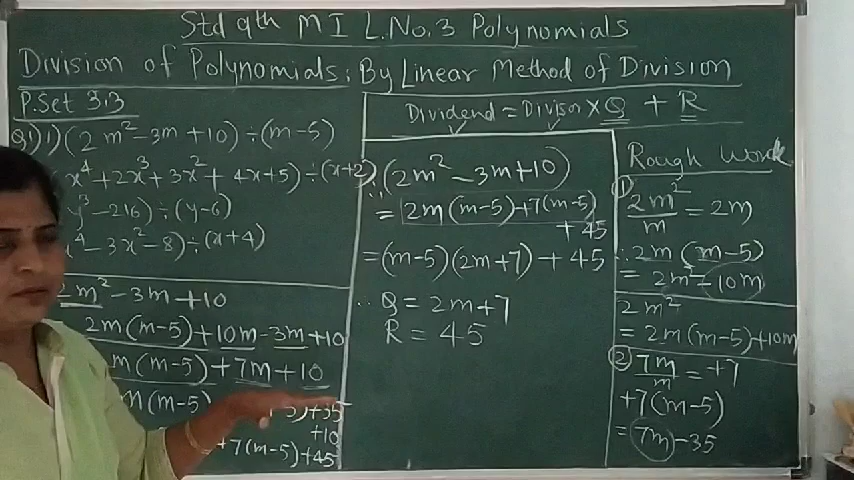 Std 9th M I L.No.3 Polynomials
Division of Polynomials: By Linear Method of Division
P.Set 3.3
Q1) 1) (2m²-3m+10)÷(m-5)
x⁴+2x³+3x²+4x+5)÷(x+2)
y³-216)÷(y-6)
x⁴-3x²-8)÷(x+4)
2m²-3m+10
2m(m-5)+10m-3m+10
m(m-5)+7m+10
m(m-5) -5)+35
+10
+7(m-5)+45
Dividend = Divisor × Q + R
∴(2m²-3m+10)
= 2m(m-5)+7(m-5)
+45
=(m-5)(2m+7)+45
∴ Q = 2m+7
R = 45
Rough Work
① 2m²/m = 2m
∴ 2m(m-5)
= 2m²-10m
2m²
= 2m(m-5)+10m
② 7m/m = +7
+7(m-5)
= 7m-35